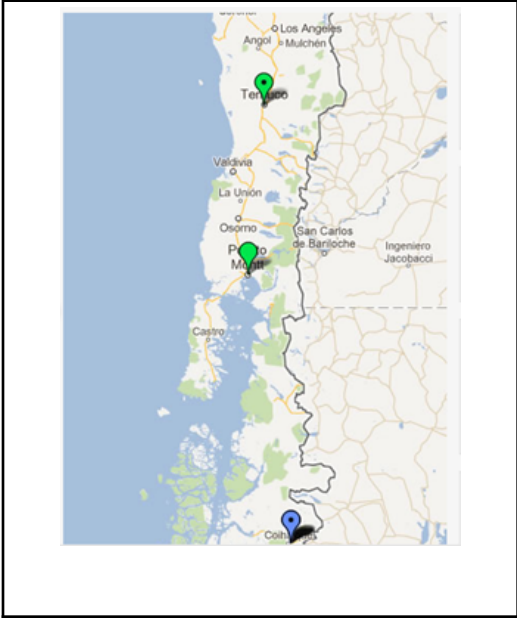 Los Angeles
Angol
Mulchén
Valdivia
La Unión
Osorno
San Carlos
de Bariloche
Ingeniero
Jacobacci
Castro